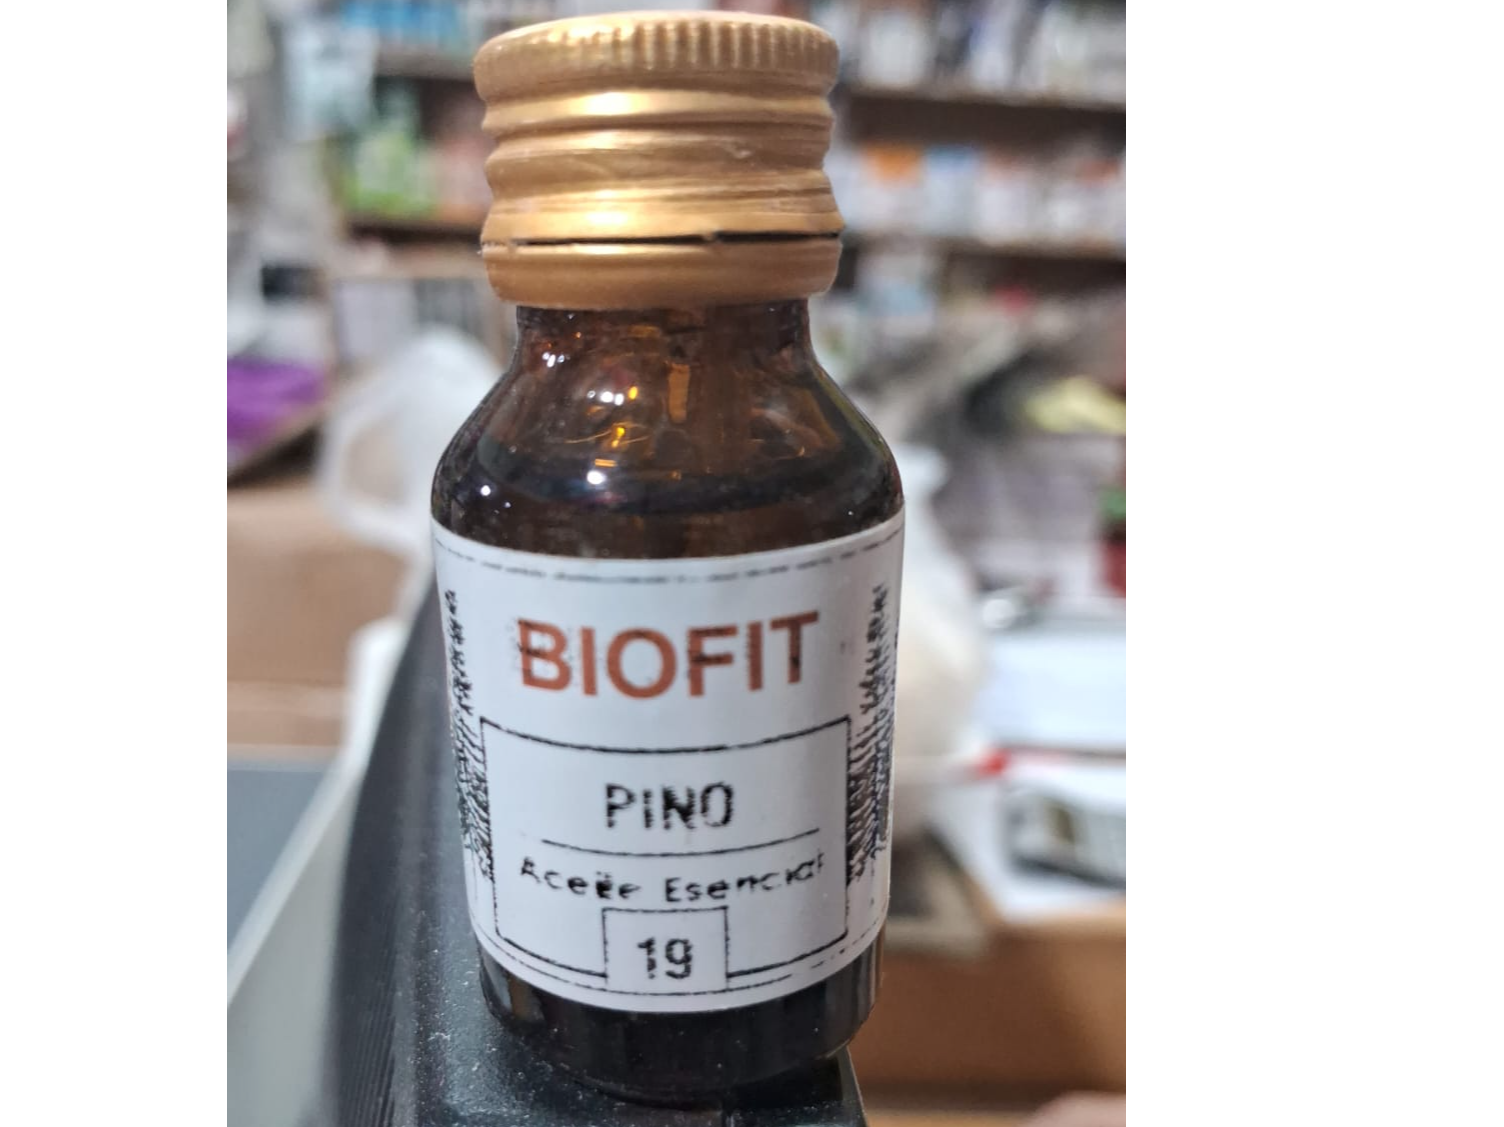 BIOFIT
PINO
Aceite Esencial
19